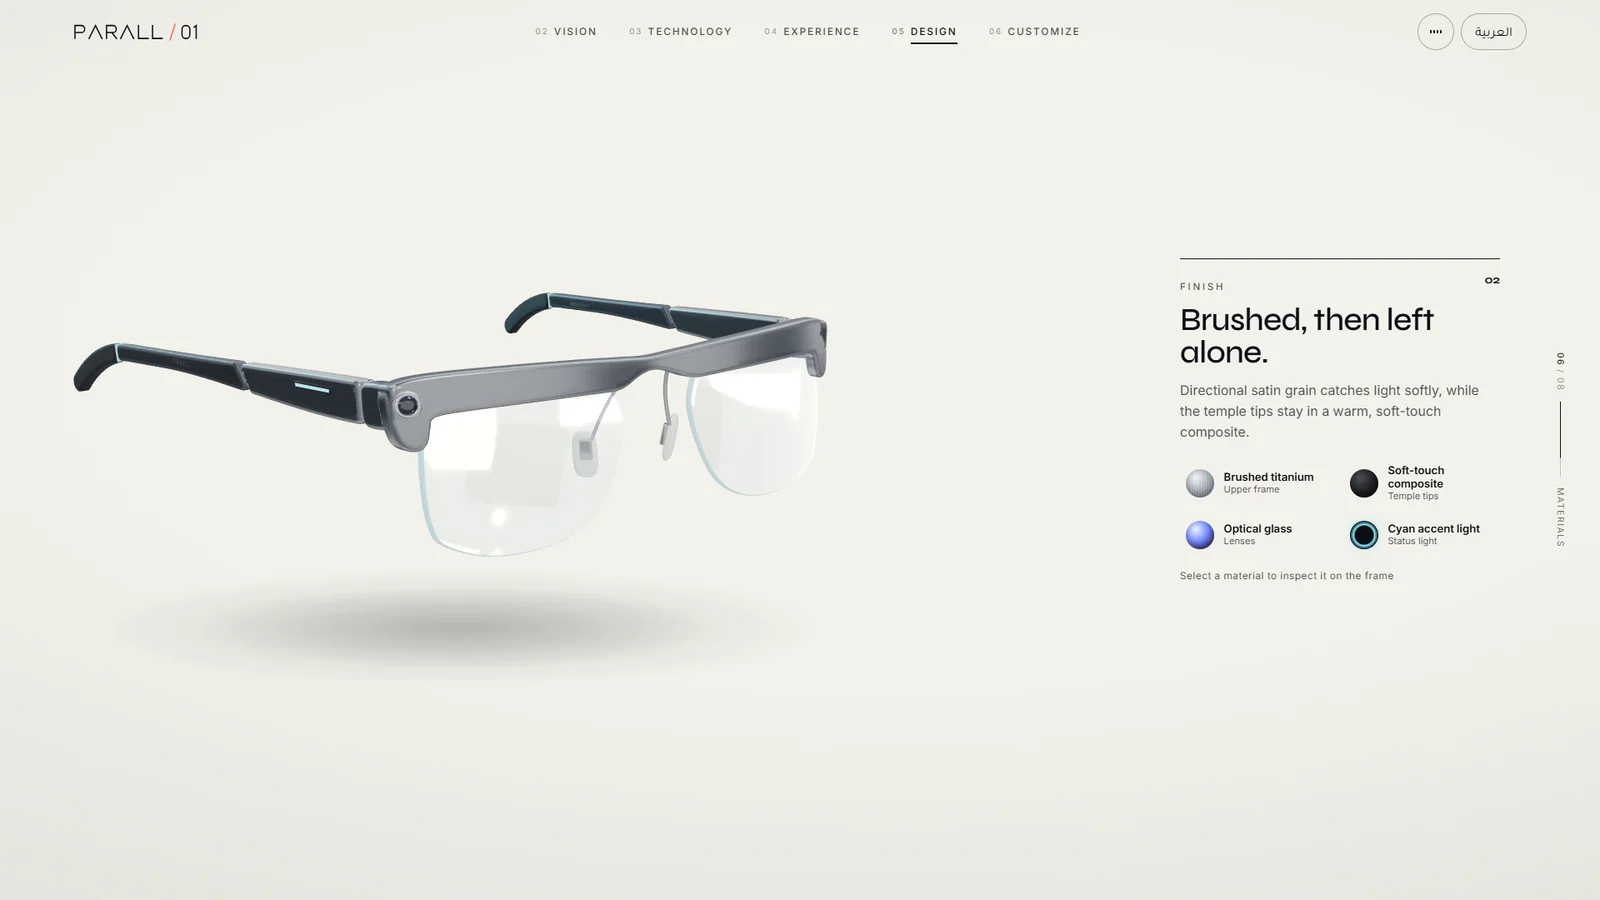 PARALL / 01
02 VISION
03 TECHNOLOGY
04 EXPERIENCE
05 DESIGN
06 CUSTOMIZE
العربية
02
FINISH
Brushed, then left
alone.
Directional satin grain catches light softly, while
the temple tips stay in a warm, soft-touch
composite.
Brushed titanium
Upper frame
Soft-touch
composite
Temple tips
Optical glass
Lenses
Cyan accent light
Status light
Select a material to inspect it on the frame
06 / 08
MATERIALS